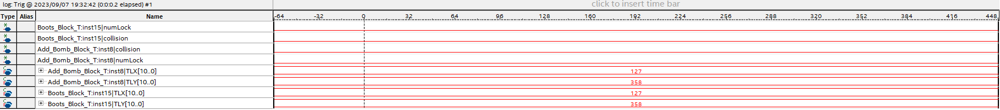 log: Trig @ 2023/09/07 19:32:42 (0:0:0.2 elapsed) #1 click to insert time bar
Type Alias Name -64 -32 0 32 64 96 128 160 192 224 256 288 320 352 384 416 448
Boots_Block_T:inst15|numLock
Boots_Block_T:inst15|collision
Add_Bomb_Block_T:inst8|collision
Add_Bomb_Block_T:inst8|numLock
Add_Bomb_Block_T:inst8|TLX[10..0] 127
Add_Bomb_Block_T:inst8|TLY[10..0] 358
Boots_Block_T:inst15|TLX[10..0] 127
Boots_Block_T:inst15|TLY[10..0] 358